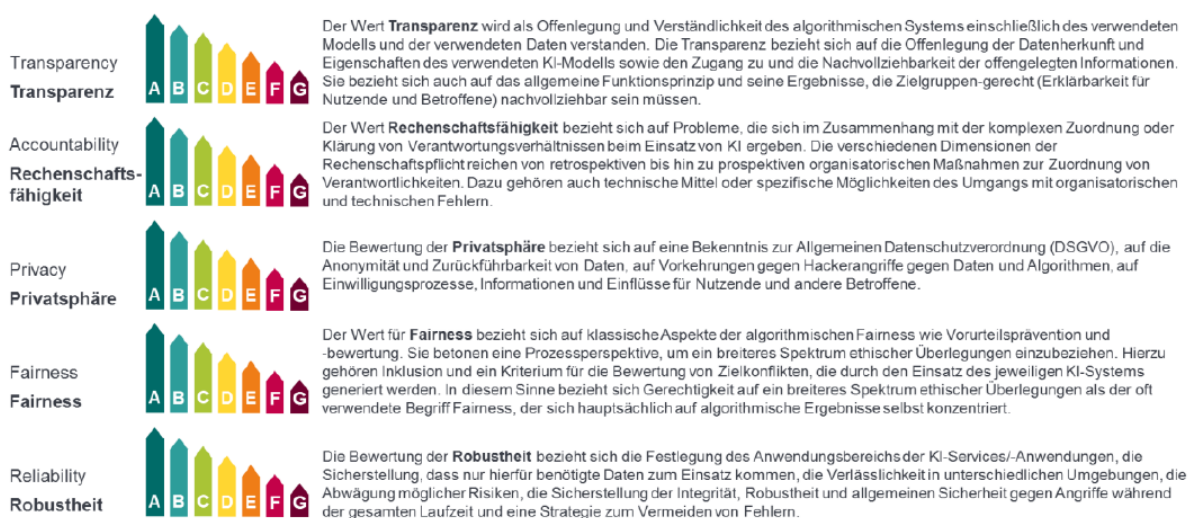 Transparency
Transparenz
A B C D E F G
Der Wert Transparenz wird als Offenlegung und Verständlichkeit des algorithmischen Systems einschließlich des verwendeten
Modells und der verwendeten Daten verstanden. Die Transparenz bezieht sich auf die Offenlegung der Datenherkunft und
Eigenschaften des verwendeten KI-Modells sowie den Zugang zu und die Nachvollziehbarkeit der offengelegten Informationen.
Sie bezieht sich auch auf das allgemeine Funktionsprinzip und seine Ergebnisse, die Zielgruppen-gerecht (Erklärbarkeit für
Nutzende und Betroffene) nachvollziehbar sein müssen.
Accountability
Rechenschafts-
fähigkeit
A B C D E F G
Der Wert Rechenschaftsfähigkeit bezieht sich auf Probleme, die sich im Zusammenhang mit der komplexen Zuordnung oder
Klärung von Verantwortungsverhältnissen beim Einsatz von KI ergeben. Die verschiedenen Dimensionen der
Rechenschaftspflicht reichen von retrospektiven bis hin zu prospektiven organisatorischen Maßnahmen zur Zuordnung von
Verantwortlichkeiten. Dazu gehören auch technische Mittel oder spezifische Möglichkeiten des Umgangs mit organisatorischen
und technischen Fehlern.
Privacy
Privatsphäre
A B C D E F G
Die Bewertung der Privatsphäre bezieht sich auf eine Bekenntnis zur Allgemeinen Datenschutzverordnung (DSGVO), auf die
Anonymität und Zurückführbarkeit von Daten, auf Vorkehrungen gegen Hackerangriffe gegen Daten und Algorithmen, auf
Einwilligungsprozesse, Informationen und Einflüsse für Nutzende und andere Betroffene.
Fairness
Fairness
A B C D E F G
Der Wert für Fairness bezieht sich auf klassische Aspekte der algorithmischen Fairness wie Vorurteilsprävention und
-bewertung. Sie betonen eine Prozessperspektive, um ein breiteres Spektrum ethischer Überlegungen einzubeziehen. Hierzu
gehören Inklusion und ein Kriterium für die Bewertung von Zielkonflikten, die durch den Einsatz des jeweiligen KI-Systems
generiert werden. In diesem Sinne bezieht sich Gerechtigkeit auf ein breiteres Spektrum ethischer Überlegungen als der oft
verwendete Begriff Fairness, der sich hauptsächlich auf algorithmische Ergebnisse selbst konzentriert.
Reliability
Robustheit
A B C D E F G
Die Bewertung der Robustheit bezieht sich die Festlegung des Anwendungsbereichs der KI-Services/-Anwendungen, die
Sicherstellung, dass nur hierfür benötigte Daten zum Einsatz kommen, die Verlässlichkeit in unterschiedlichen Umgebungen, die
Abwägung möglicher Risiken, die Sicherstellung der Integrität, Robustheit und allgemeinen Sicherheit gegen Angriffe während
der gesamten Laufzeit und eine Strategie zum Vermeiden von Fehlern.